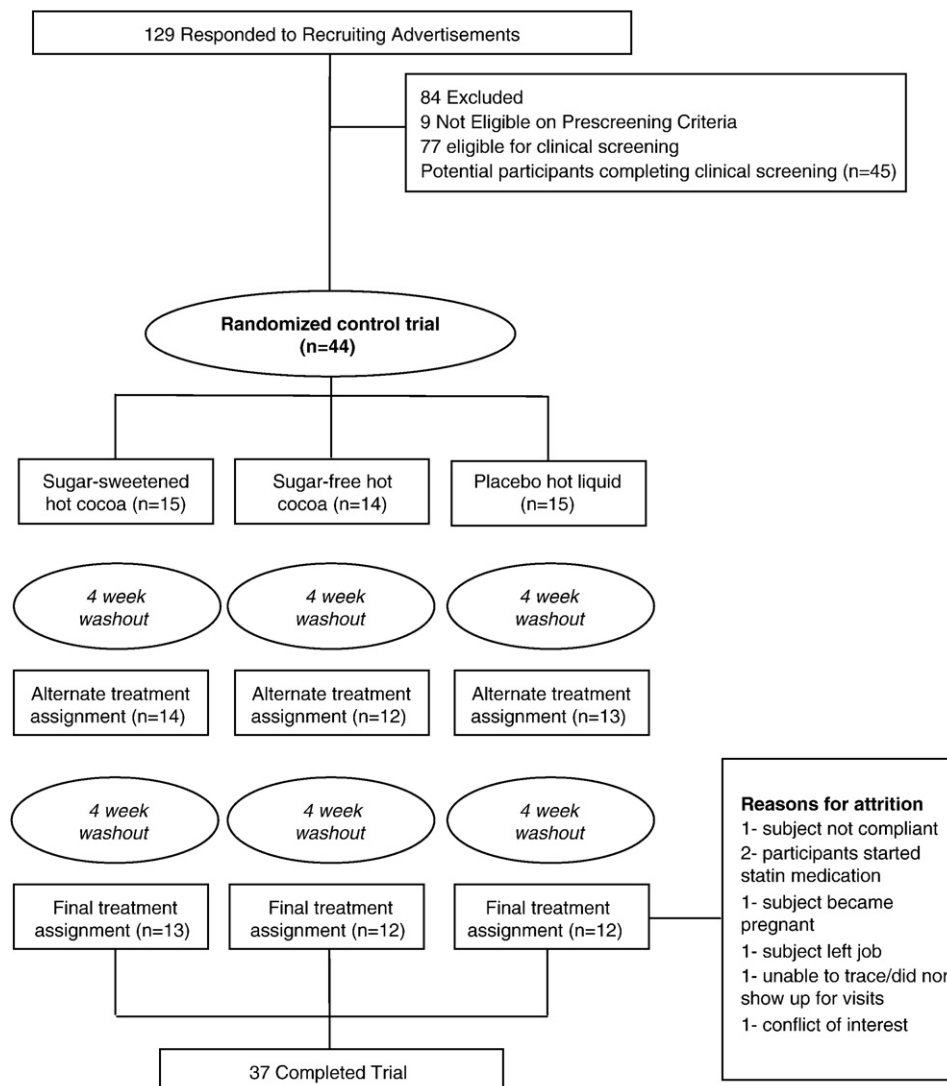 129 Responded to Recruiting Advertisements
84 Excluded
9 Not Eligible on Prescreening Criteria
77 eligible for clinical screening
Potential participants completing clinical screening (n=45)
Randomized control trial
(n=44)
Sugar-sweetened
hot cocoa (n=15)
Sugar-free hot
cocoa (n=14)
Placebo hot liquid
(n=15)
4 week
washout
4 week
washout
4 week
washout
Alternate treatment
assignment (n=14)
Alternate treatment
assignment (n=12)
Alternate treatment
assignment (n=13)
4 week
washout
4 week
washout
4 week
washout
Final treatment
assignment (n=13)
Final treatment
assignment (n=12)
Final treatment
assignment (n=12)
Reasons for attrition
1- subject not compliant
2- participants started
statin medication
1- subject became
pregnant
1- subject left job
1- unable to trace/did nor
show up for visits
1- conflict of interest
37 Completed Trial